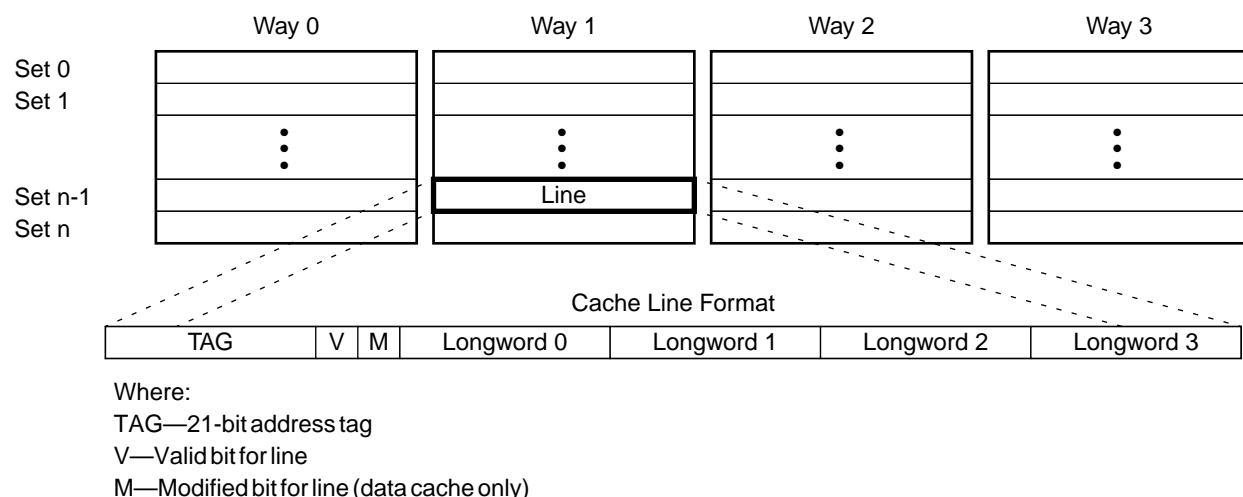 Way 0 Way 1 Way 2 Way 3
Set 0
Set 1
Set n-1
Line
Set n
Cache Line Format
TAG V M Longword 0 Longword 1 Longword 2 Longword 3
Where:
TAG—21-bit address tag
V—Valid bit for line
M—Modified bit for line (data cache only)